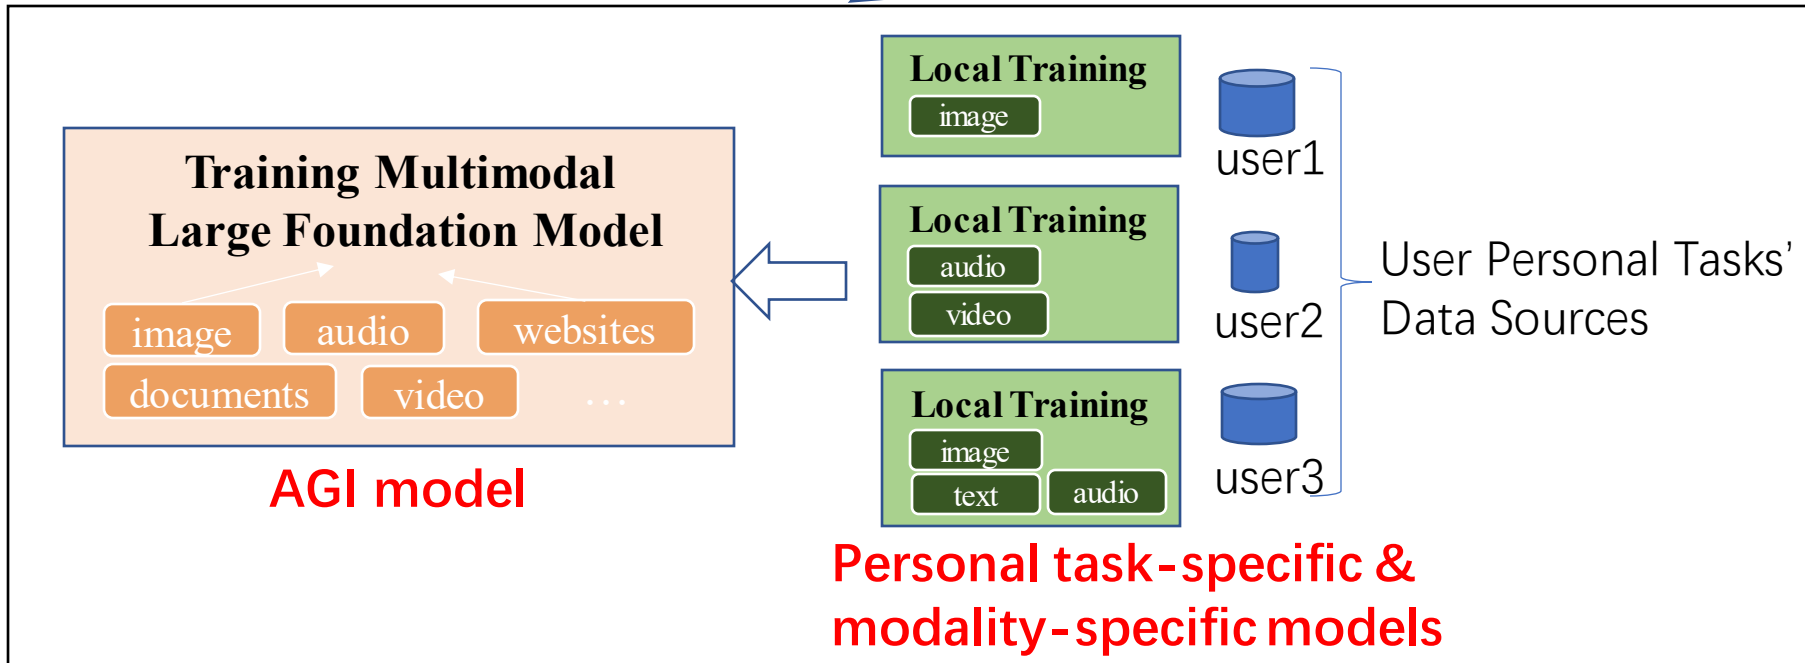 Training Multimodal
Large Foundation Model
image
audio
websites
documents
video
...
AGI model
Local Training
image
user1
Local Training
audio
video
user2
Local Training
image
text
audio
user3
User Personal Tasks’
Data Sources
Personal task-specific &
modality-specific models